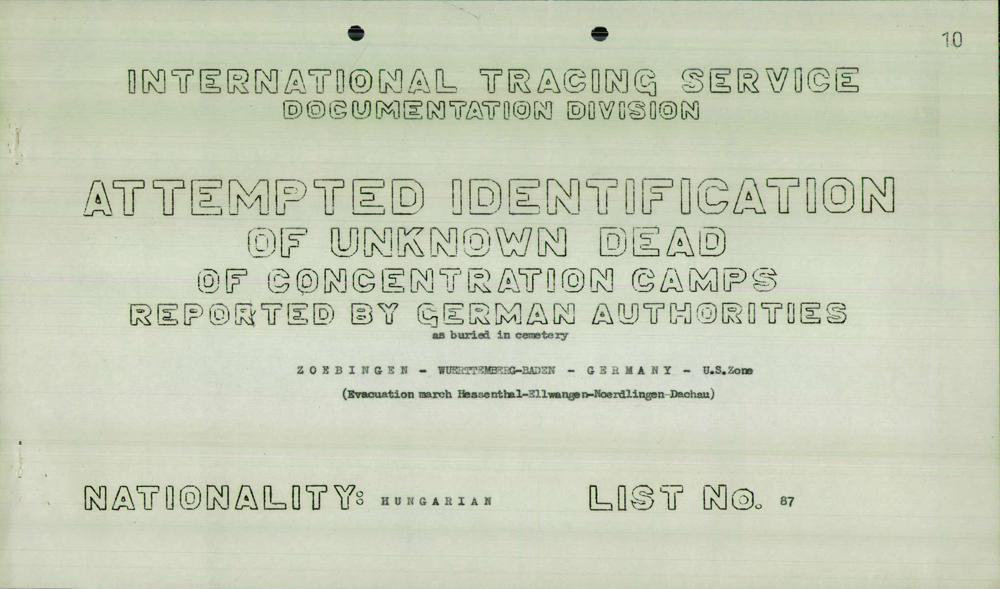 10
INTERNATIONAL TRACING SERVICE
DOCUMENTATION DIVISION
ATTEMPTED IDENTIFICATION
OF UNKNOWN DEAD
OF CONCENTRATION CAMPS
REPORTED BY GERMAN AUTHORITIES
as buried in cemetery
ZOEBINGEN - WUERTTEMBERG-BADEN - GERMANY - U.S.Zone
(Evacuation march Hessenthal-Ellwangen-Noerdlingen-Dachau)
NATIONALITY: HUNGARIAN LIST No. 87